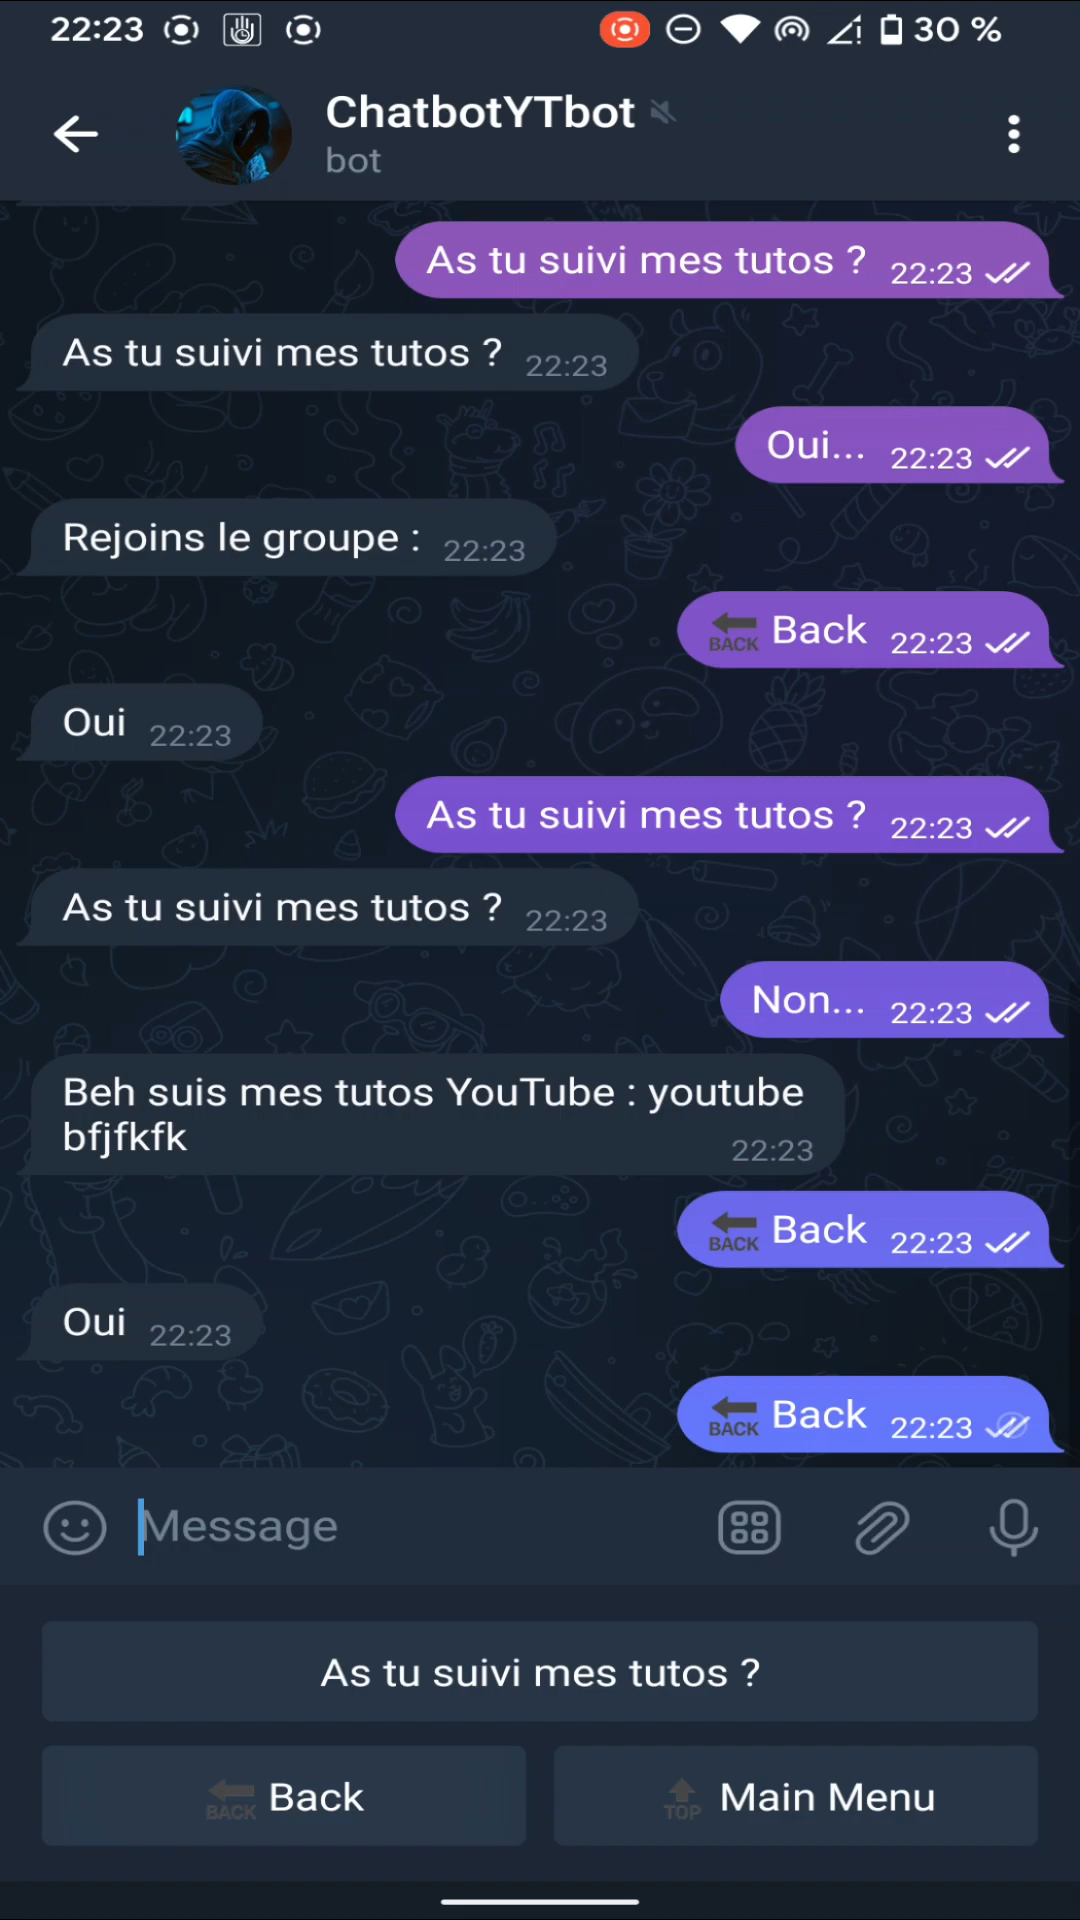 22:23 30 %
ChatbotYTbot
bot
As tu suivi mes tutos ? 22:23
As tu suivi mes tutos ? 22:23
Oui... 22:23
Rejoins le groupe : 22:23
BACK Back 22:23
Oui 22:23
As tu suivi mes tutos ? 22:23
As tu suivi mes tutos ? 22:23
Non... 22:23
Beh suis mes tutos YouTube : youtube
bfjfkfk 22:23
BACK Back 22:23
Oui 22:23
BACK Back 22:23
Message
As tu suivi mes tutos ?
BACK Back
TOP Main Menu